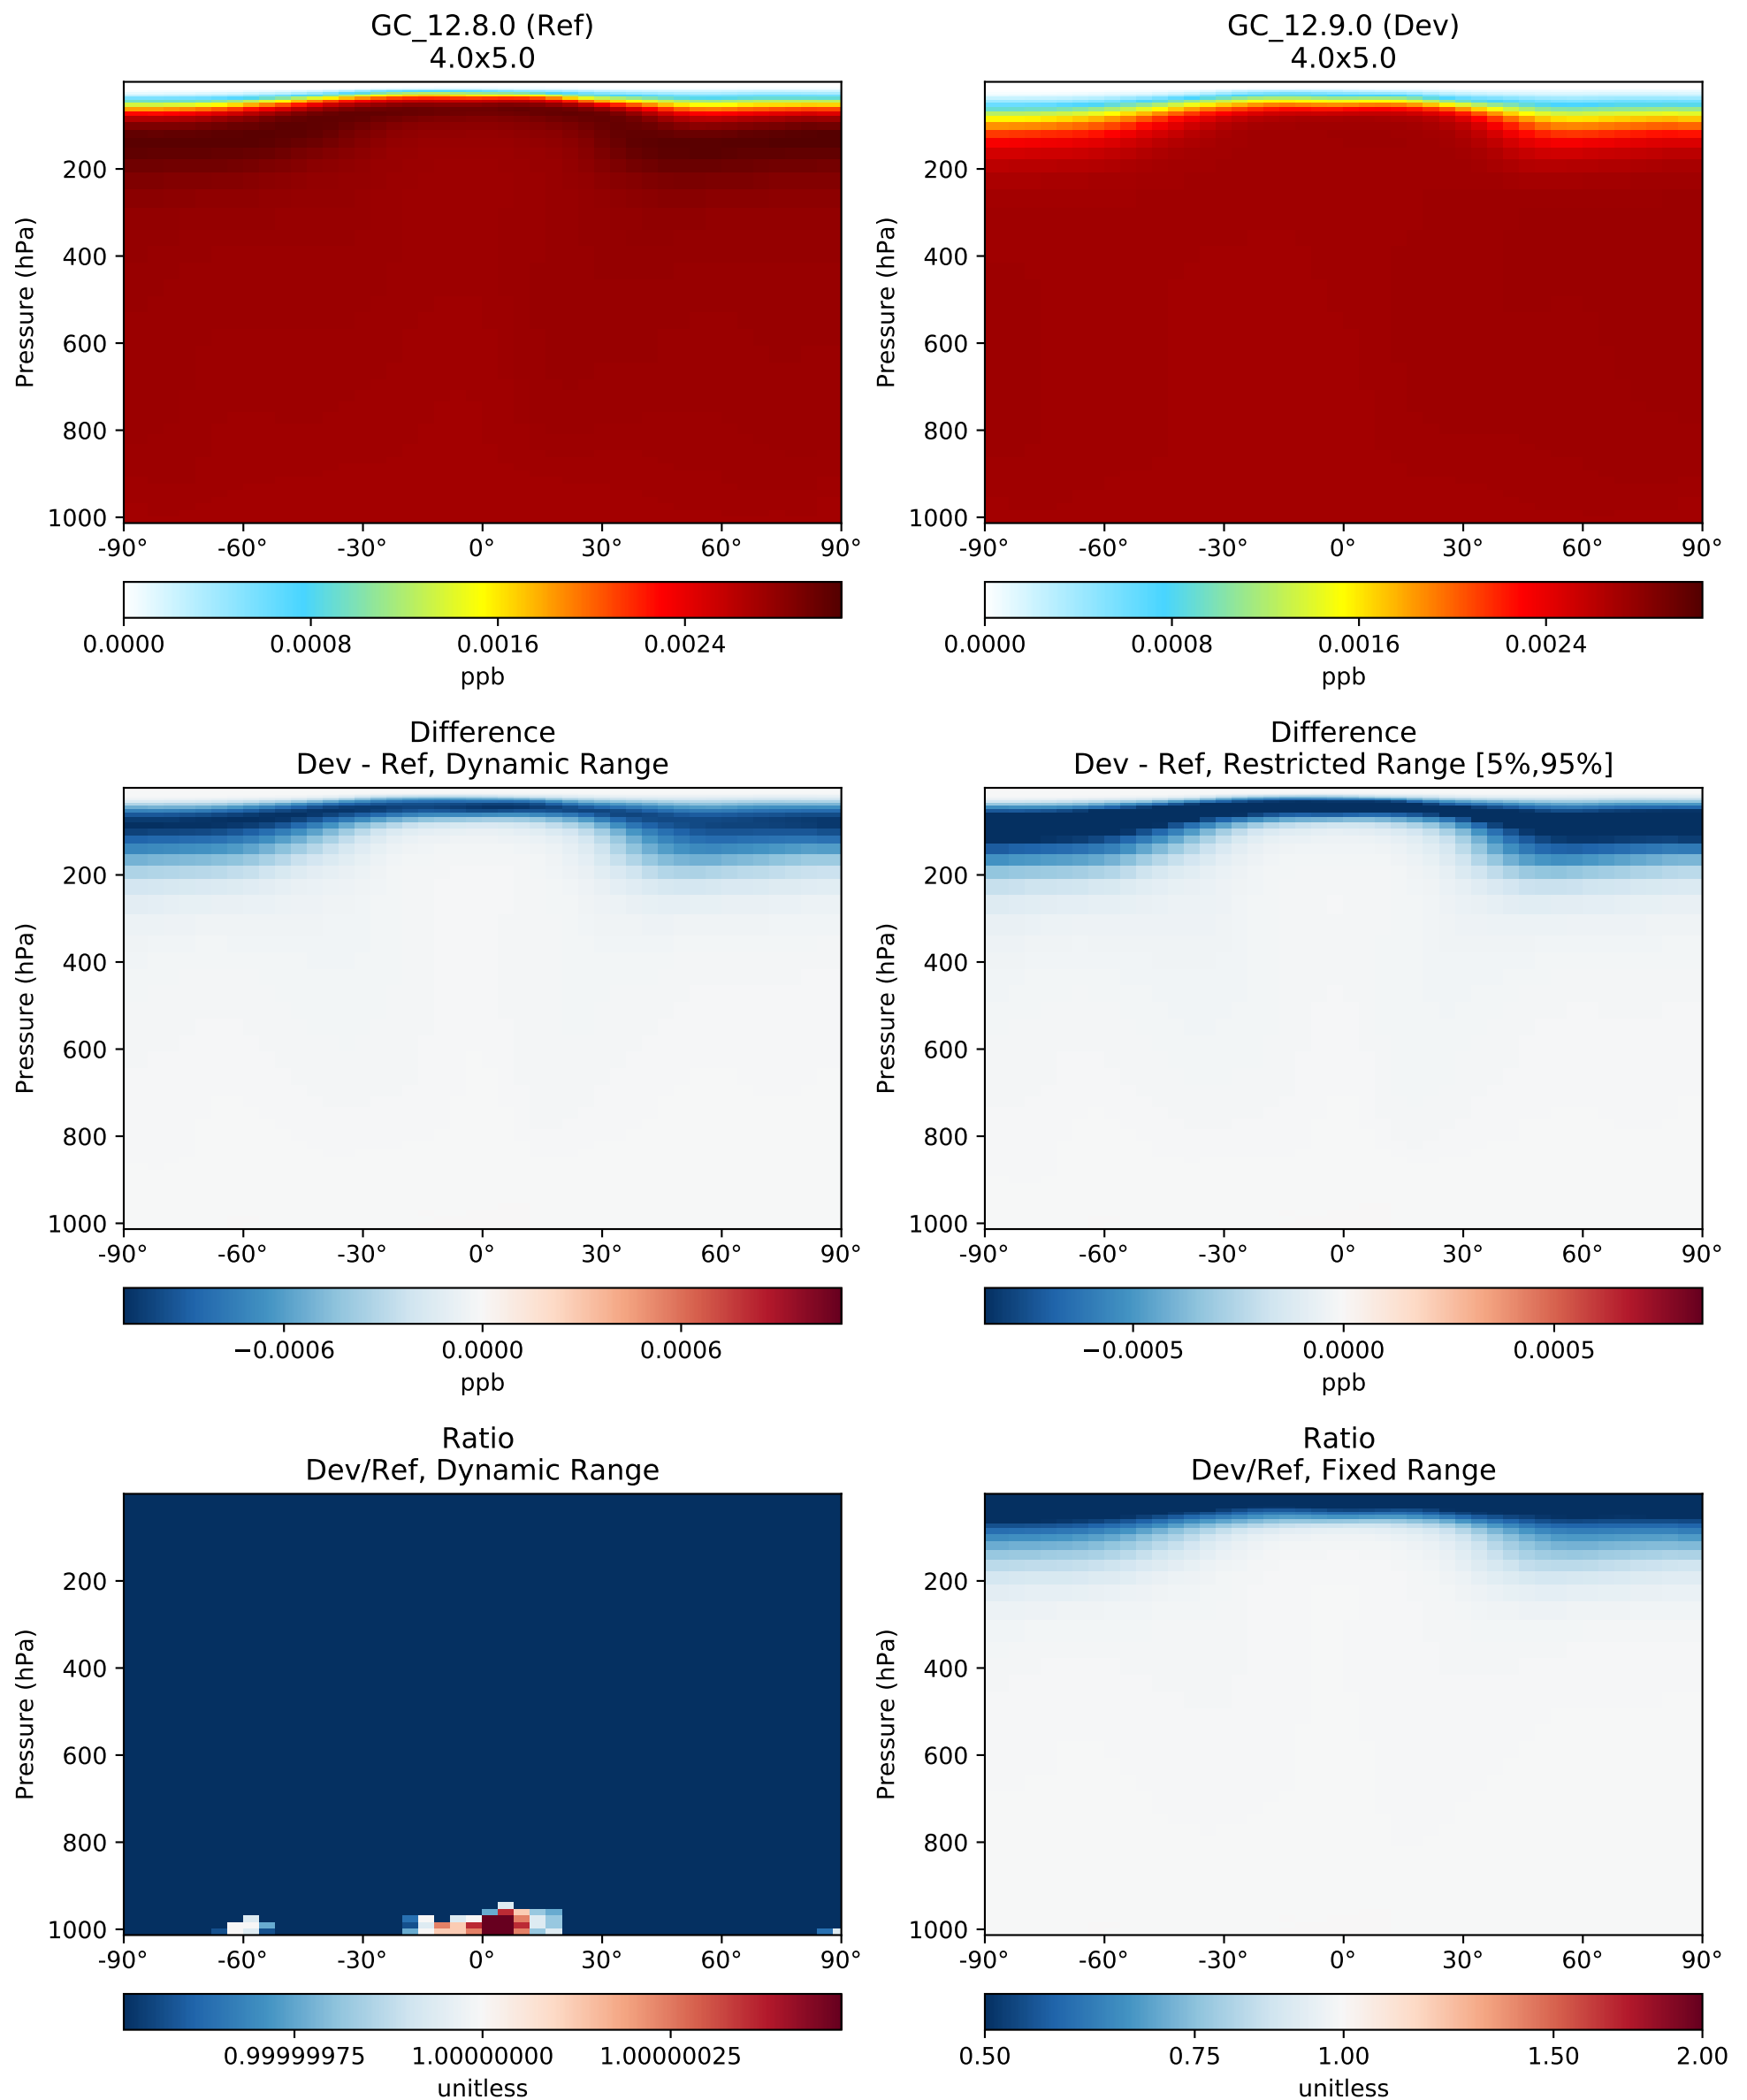 GC_12.8.0 (Ref)
4.0x5.0
Pressure (hPa)
200
400
600
800
1000
-90° -60° -30° 0° 30° 60° 90°
0.0000 0.0008 0.0016 0.0024
ppb
GC_12.9.0 (Dev)
4.0x5.0
Pressure (hPa)
200
400
600
800
1000
-90° -60° -30° 0° 30° 60° 90°
0.0000 0.0008 0.0016 0.0024
ppb
Difference
Dev - Ref, Dynamic Range
Pressure (hPa)
200
400
600
800
1000
-90° -60° -30° 0° 30° 60° 90°
−0.0006 0.0000 0.0006
ppb
Difference
Dev - Ref, Restricted Range [5%,95%]
Pressure (hPa)
200
400
600
800
1000
-90° -60° -30° 0° 30° 60° 90°
−0.0005 0.0000 0.0005
ppb
Ratio
Dev/Ref, Dynamic Range
Pressure (hPa)
200
400
600
800
1000
-90° -60° -30° 0° 30° 60° 90°
0.99999975 1.00000000 1.00000025
unitless
Ratio
Dev/Ref, Fixed Range
Pressure (hPa)
200
400
600
800
1000
-90° -60° -30° 0° 30° 60° 90°
0.50 0.75 1.00 1.50 2.00
unitless